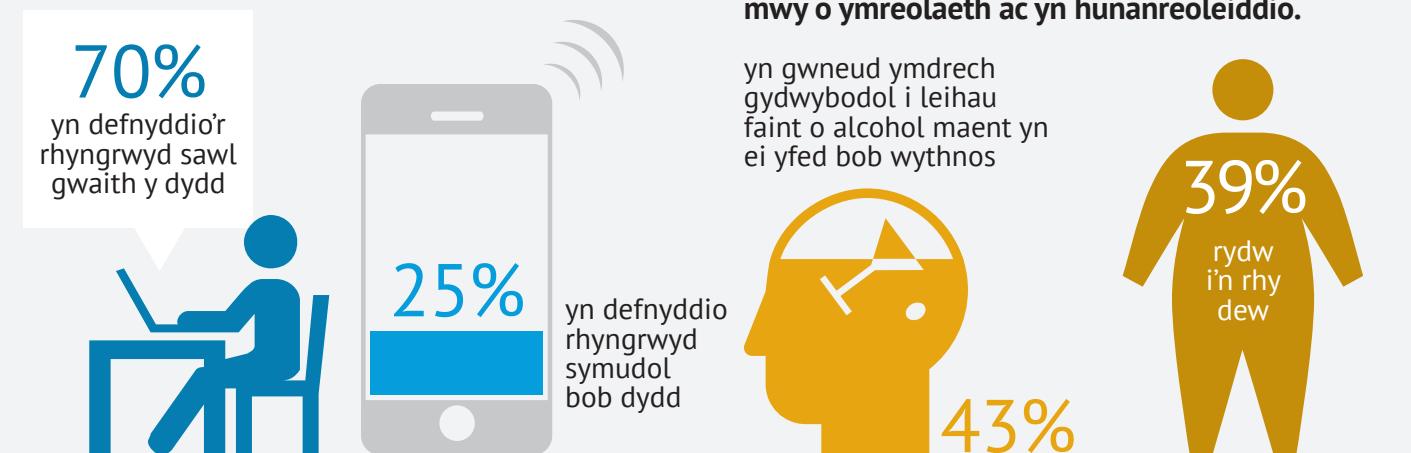 70%
yn defnyddio'r
rhyngrwyd sawl
gwaith y dydd
25%
yn defnyddio
rhyngrwyd
symudol
bob dydd
mwy o ymreolaeth ac yn hunanreoleiddio.
yn gwneud ymdrech
gydwybodol i leihau
faint o alcohol maent yn
ei yfed bob wythnos
43%
39%
rydw
i'n rhy
dew